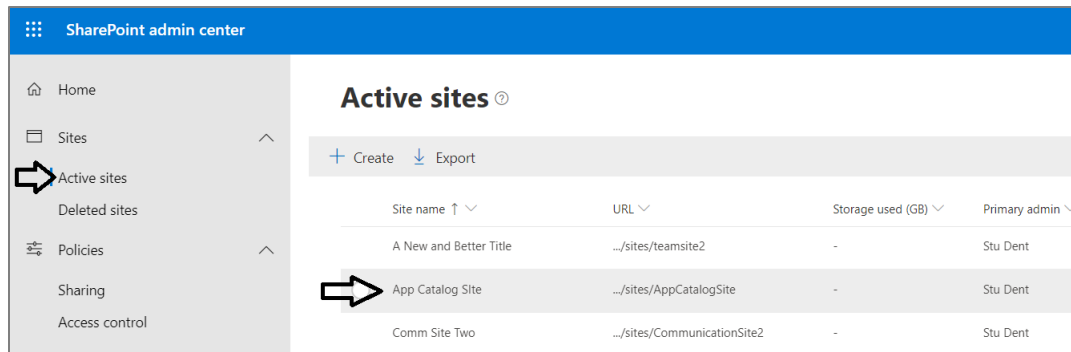 SharePoint admin center
Home
Sites
Active sites
Deleted sites
Policies
Sharing
Access control
Active sites
Create Export
Site name URL Storage used (GB) Primary admin
A New and Better Title .../sites/teamsite2 - Stu Dent
App Catalog SIte .../sites/AppCatalogSite - Stu Dent
Comm Site Two .../sites/CommunicationSite2 - Stu Dent